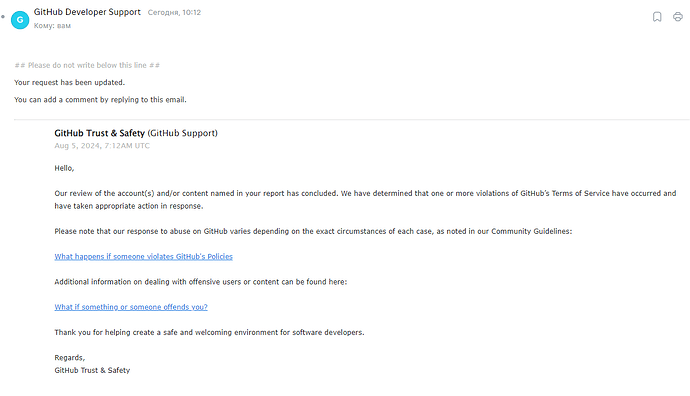 G
GitHub Developer Support Сегодня, 10:12
Кому: вам
## Please do not write below this line ##
Your request has been updated.
You can add a comment by replying to this email.
GitHub Trust & Safety (GitHub Support)
Aug 5, 2024, 7:12AM UTC
Hello,
Our review of the account(s) and/or content named in your report has concluded. We have determined that one or more violations of GitHub's Terms of Service have occurred and
have taken appropriate action in response.
Please note that our response to abuse on GitHub varies depending on the exact circumstances of each case, as noted in our Community Guidelines:
What happens if someone violates GitHub's Policies
Additional information on dealing with offensive users or content can be found here:
What if something or someone offends you?
Thank you for helping create a safe and welcoming environment for software developers.
Regards,
GitHub Trust & Safety